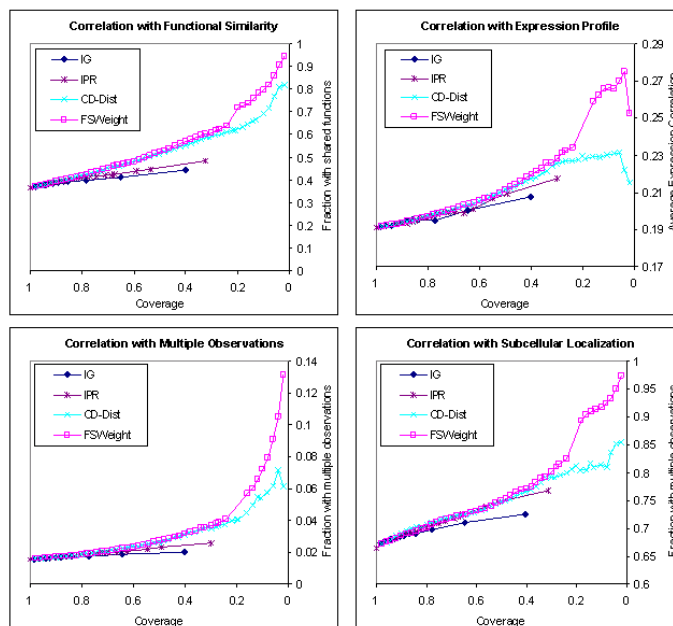 Correlation with Functional Similarity
IG
IPR
CD-Dist
FSWeight
1
0.9
0.8
0.7
0.6
0.5
0.4
0.3
0.2
0.1
0
Fraction with shared functions
1 0.8 0.6 0.4 0.2 0
Coverage
Correlation with Expression Profile
IG
IPR
CD-Dist
FSWeight
0.29
0.27
0.25
0.23
0.21
0.19
0.17
Average Expression Correlation
1 0.8 0.6 0.4 0.2 0
Coverage
Correlation with Multiple Observations
IG
IPR
CD-Dist
FSWeight
0.14
0.12
0.1
0.08
0.06
0.04
0.02
0
Fraction with multiple observations
1 0.8 0.6 0.4 0.2 0
Coverage
Correlation with Subcellular Localization
IG
IPR
CD-Dist
FSWeight
1
0.95
0.9
0.85
0.8
0.75
0.7
0.65
0.6
Fraction with multiple observations
1 0.8 0.6 0.4 0.2 0
Coverage